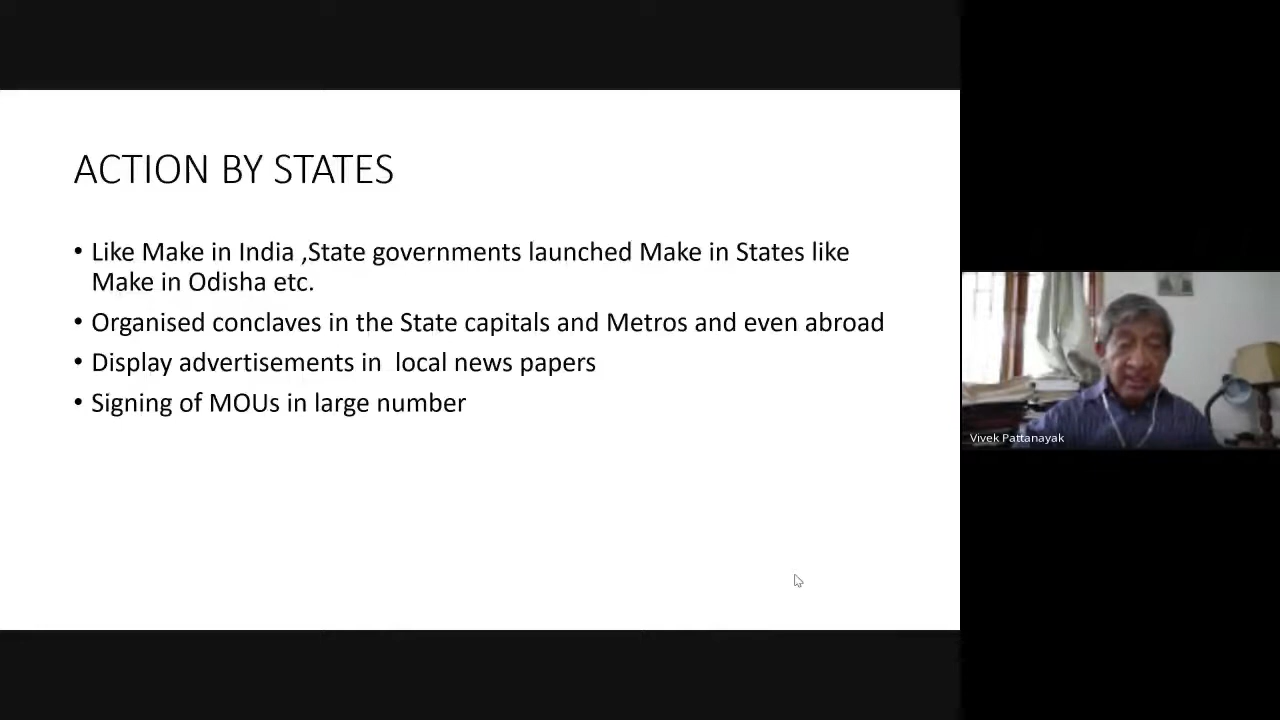 ACTION BY STATES
• Like Make in India ,State governments launched Make in States like
Make in Odisha etc.
• Organised conclaves in the State capitals and Metros and even abroad
• Display advertisements in  local news papers
• Signing of MOUs in large number
Vivek Pattanayak